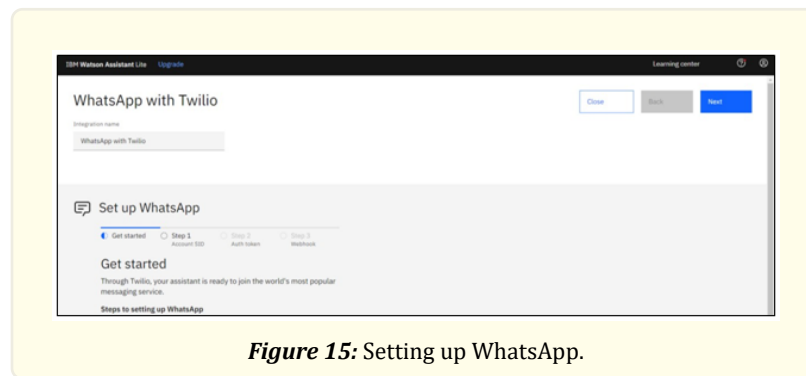 IBM Watson Assistant Lite Upgrade Learning center
WhatsApp with Twilio
Close Back Next
Integration name
WhatsApp with Twilio
Set up WhatsApp
Get started Step 1 Step 2 Step 3
Account SID Auth token Webhook
Get started
Through Twilio, your assistant is ready to join the world's most popular
messaging service.
Steps to setting up WhatsApp
Figure 15: Setting up WhatsApp.